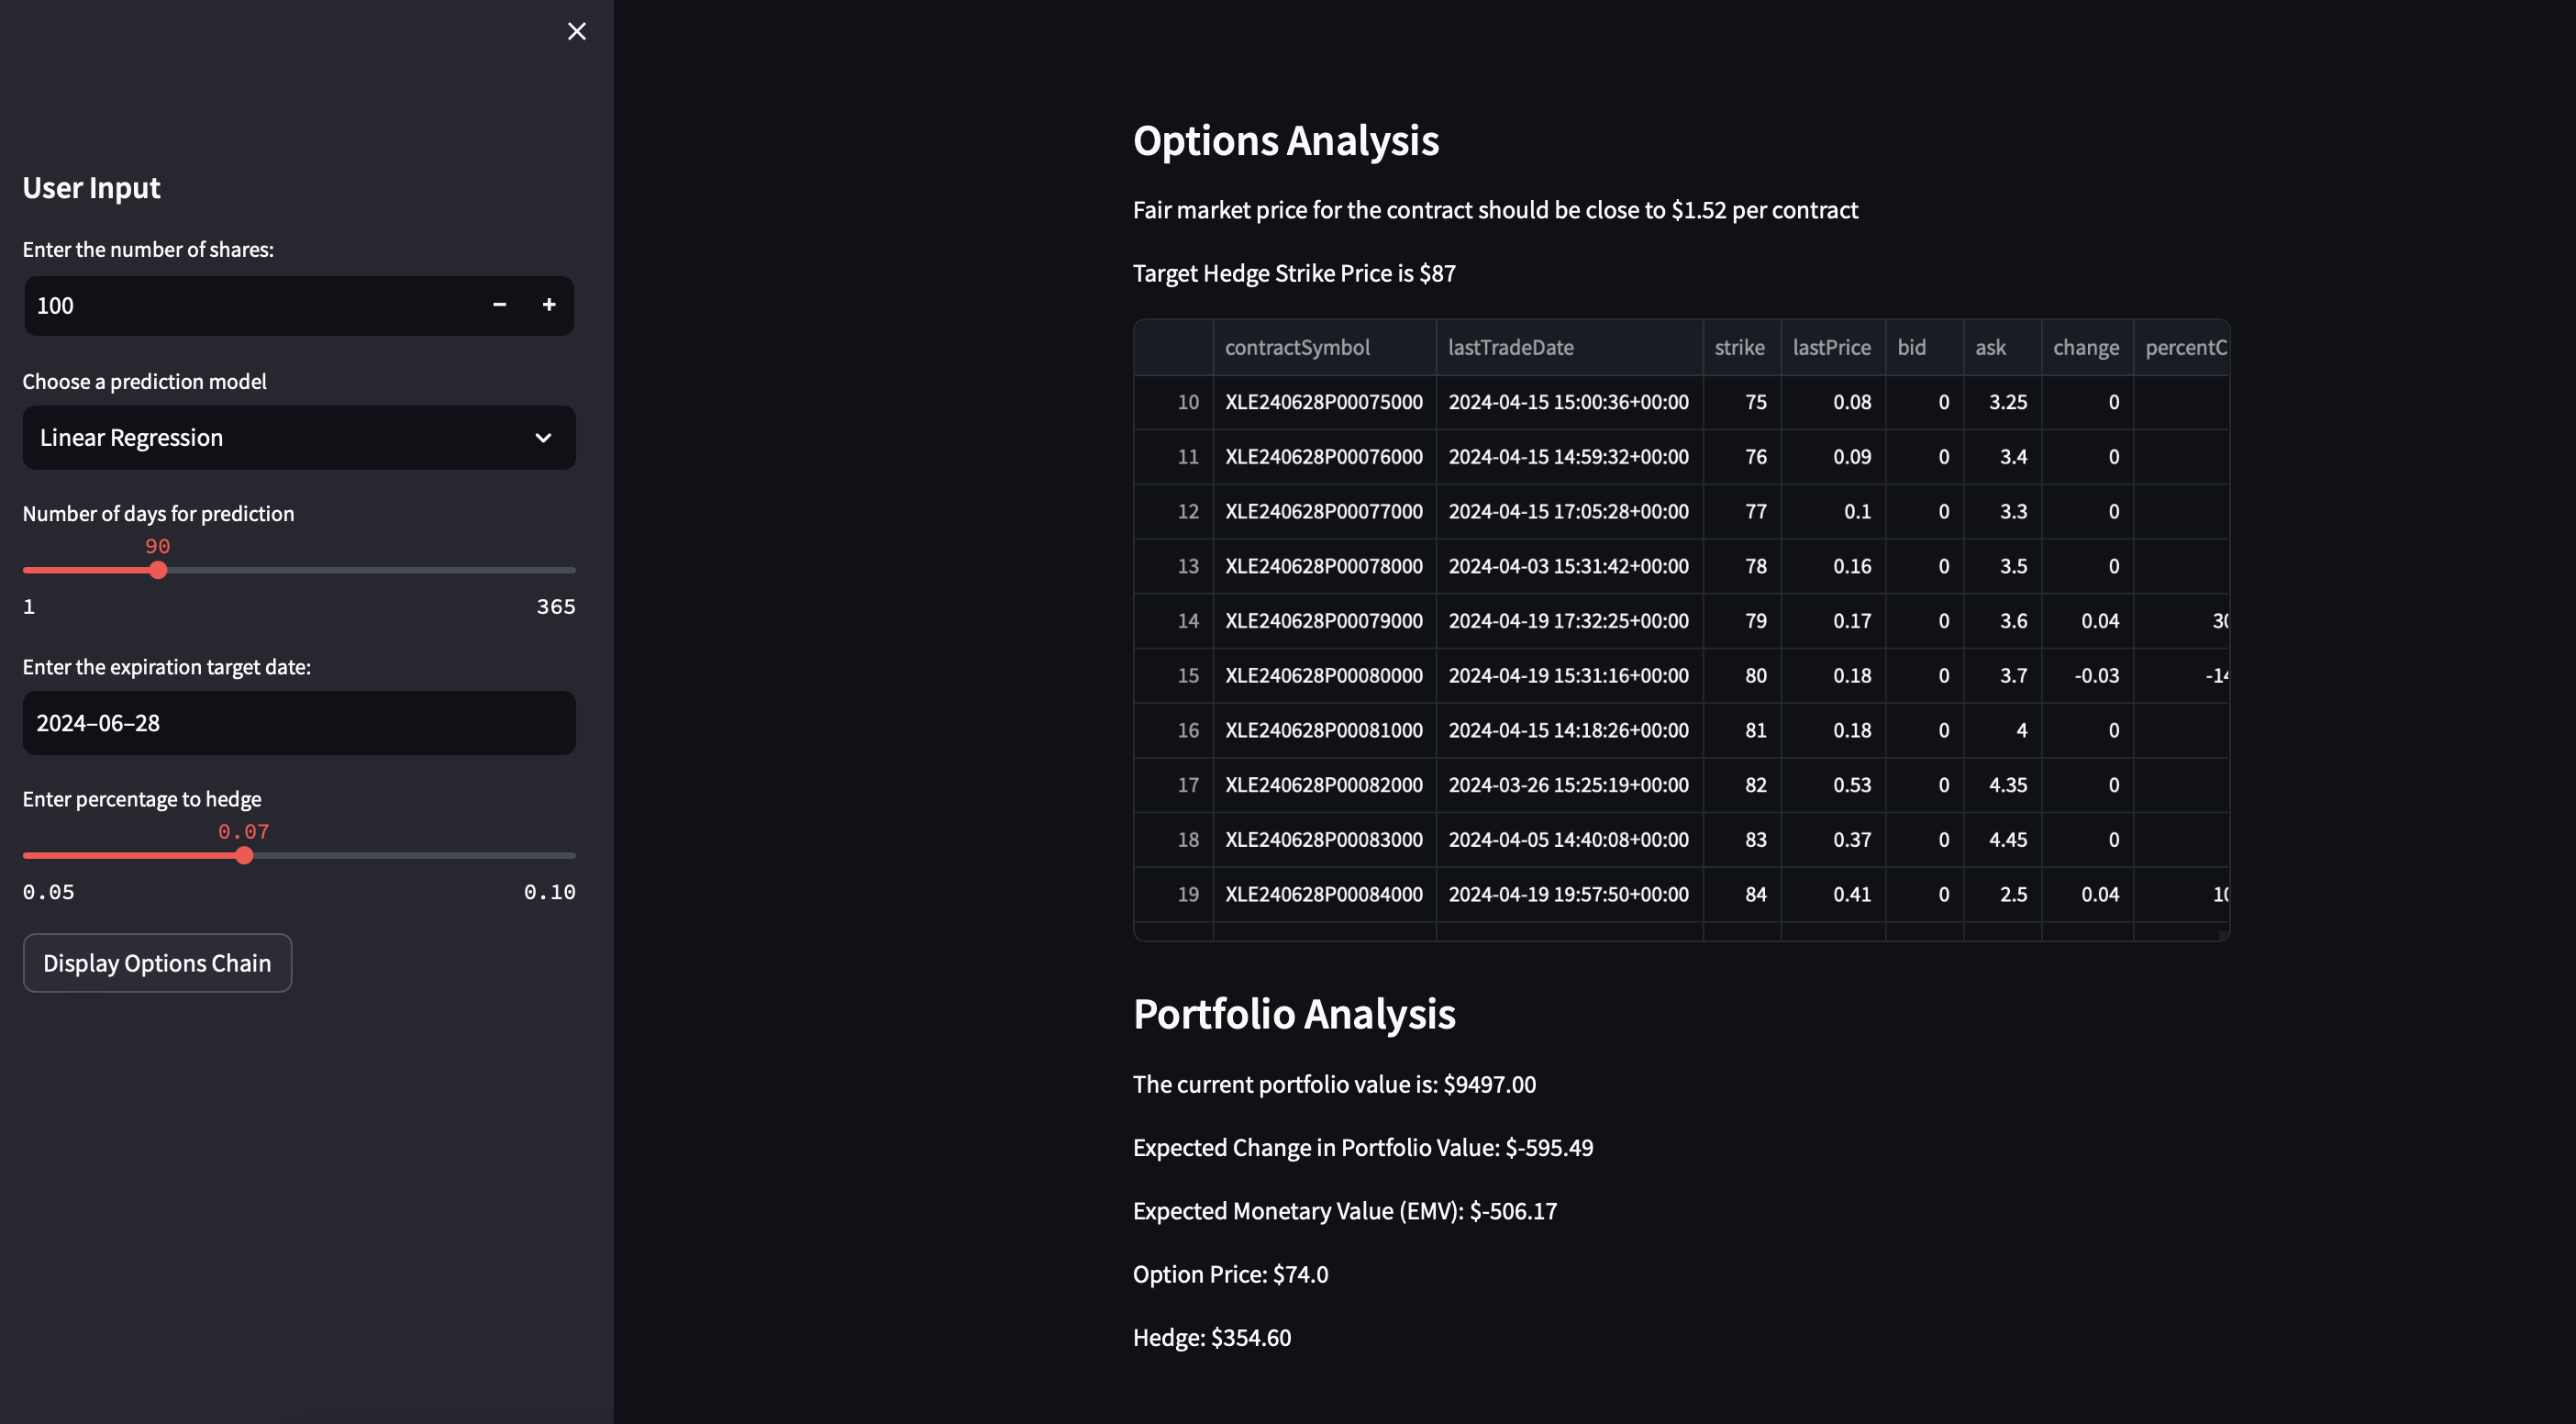 User Input
Enter the number of shares:
100
Choose a prediction model
Linear Regression
Number of days for prediction
90
1 365
Enter the expiration target date:
2024–06–28
Enter percentage to hedge
0.07
0.05 0.10
Display Options Chain
Options Analysis
Fair market price for the contract should be close to $1.52 per contract
Target Hedge Strike Price is $87
contractSymbol lastTradeDate strike lastPrice bid ask change percentC
10 XLE240628P00075000 2024-04-15 15:00:36+00:00 75 0.08 0 3.25 0
11 XLE240628P00076000 2024-04-15 14:59:32+00:00 76 0.09 0 3.4 0
12 XLE240628P00077000 2024-04-15 17:05:28+00:00 77 0.1 0 3.3 0
13 XLE240628P00078000 2024-04-03 15:31:42+00:00 78 0.16 0 3.5 0
14 XLE240628P00079000 2024-04-19 17:32:25+00:00 79 0.17 0 3.6 0.04 30
15 XLE240628P00080000 2024-04-19 15:31:16+00:00 80 0.18 0 3.7 -0.03 -14
16 XLE240628P00081000 2024-04-15 14:18:26+00:00 81 0.18 0 4 0
17 XLE240628P00082000 2024-03-26 15:25:19+00:00 82 0.53 0 4.35 0
18 XLE240628P00083000 2024-04-05 14:40:08+00:00 83 0.37 0 4.45 0
19 XLE240628P00084000 2024-04-19 19:57:50+00:00 84 0.41 0 2.5 0.04 10
Portfolio Analysis
The current portfolio value is: $9497.00
Expected Change in Portfolio Value: $-595.49
Expected Monetary Value (EMV): $-506.17
Option Price: $74.0
Hedge: $354.60